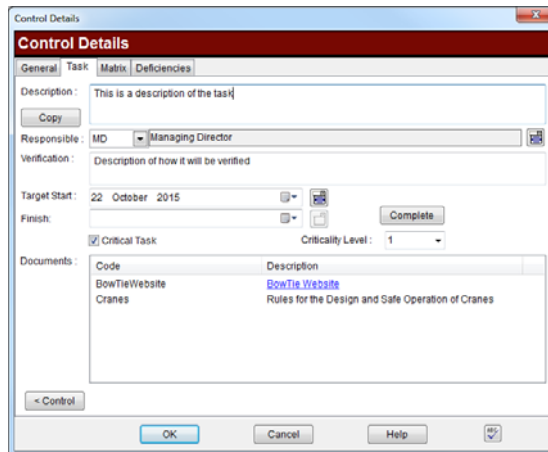 Control Details
Control Details
General Task Matrix Deficiencies
Description : This is a description of the task
Copy
Responsible : MD Managing Director
Verification : Description of how it will be verified
Target Start : 22 October 2015
Finish: Complete
Critical Task Criticality Level : 1
Documents : Code Description
BowTieWebsite BowTie Website
Cranes Rules for the Design and Safe Operation of Cranes
< Control
OK Cancel Help